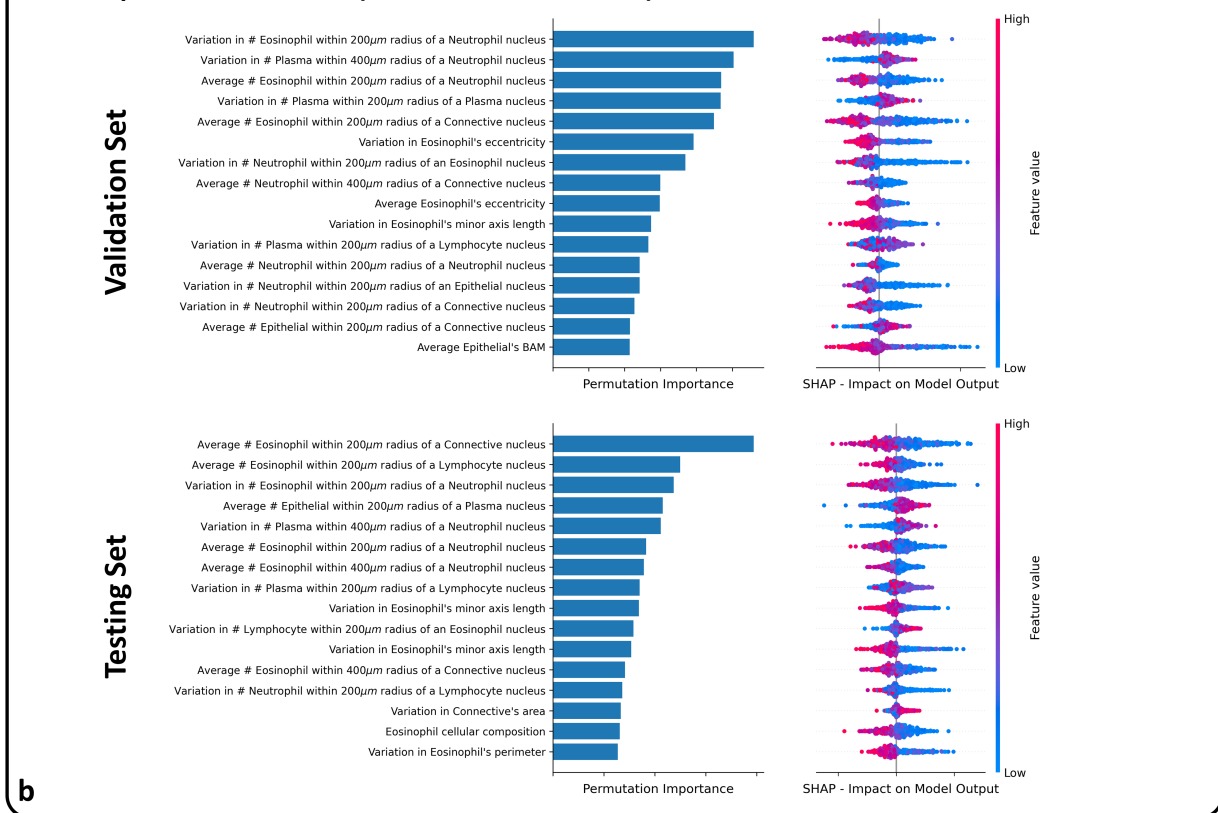 Validation Set
Variation in # Eosinophil within 200μm radius of a Neutrophil nucleus
Variation in # Plasma within 400μm radius of a Neutrophil nucleus
Average # Eosinophil within 200μm radius of a Neutrophil nucleus
Variation in # Plasma within 200μm radius of a Plasma nucleus
Average # Eosinophil within 200μm radius of a Connective nucleus
Variation in Eosinophil's eccentricity
Variation in # Neutrophil within 200μm radius of an Eosinophil nucleus
Average # Neutrophil within 400μm radius of a Connective nucleus
Average Eosinophil's eccentricity
Variation in Eosinophil's minor axis length
Variation in # Plasma within 200μm radius of a Lymphocyte nucleus
Average # Neutrophil within 200μm radius of a Neutrophil nucleus
Variation in # Neutrophil within 200μm radius of an Epithelial nucleus
Variation in # Neutrophil within 200μm radius of a Connective nucleus
Average # Epithelial within 200μm radius of a Connective nucleus
Average Epithelial's BAM
Permutation Importance
SHAP - Impact on Model Output
High
Feature value
Low
Testing Set
Average # Eosinophil within 200μm radius of a Connective nucleus
Average # Eosinophil within 200μm radius of a Lymphocyte nucleus
Variation in # Eosinophil within 200μm radius of a Neutrophil nucleus
Average # Epithelial within 200μm radius of a Plasma nucleus
Variation in # Plasma within 400μm radius of a Neutrophil nucleus
Average # Eosinophil within 200μm radius of a Neutrophil nucleus
Average # Eosinophil within 400μm radius of a Neutrophil nucleus
Variation in # Plasma within 200μm radius of a Lymphocyte nucleus
Variation in Eosinophil's minor axis length
Variation in # Lymphocyte within 200μm radius of an Eosinophil nucleus
Variation in Eosinophil's minor axis length
Average # Eosinophil within 400μm radius of a Connective nucleus
Variation in # Neutrophil within 200μm radius of a Lymphocyte nucleus
Variation in Connective's area
Eosinophil cellular composition
Variation in Eosinophil's perimeter
Permutation Importance
SHAP - Impact on Model Output
High
Feature value
Low
b